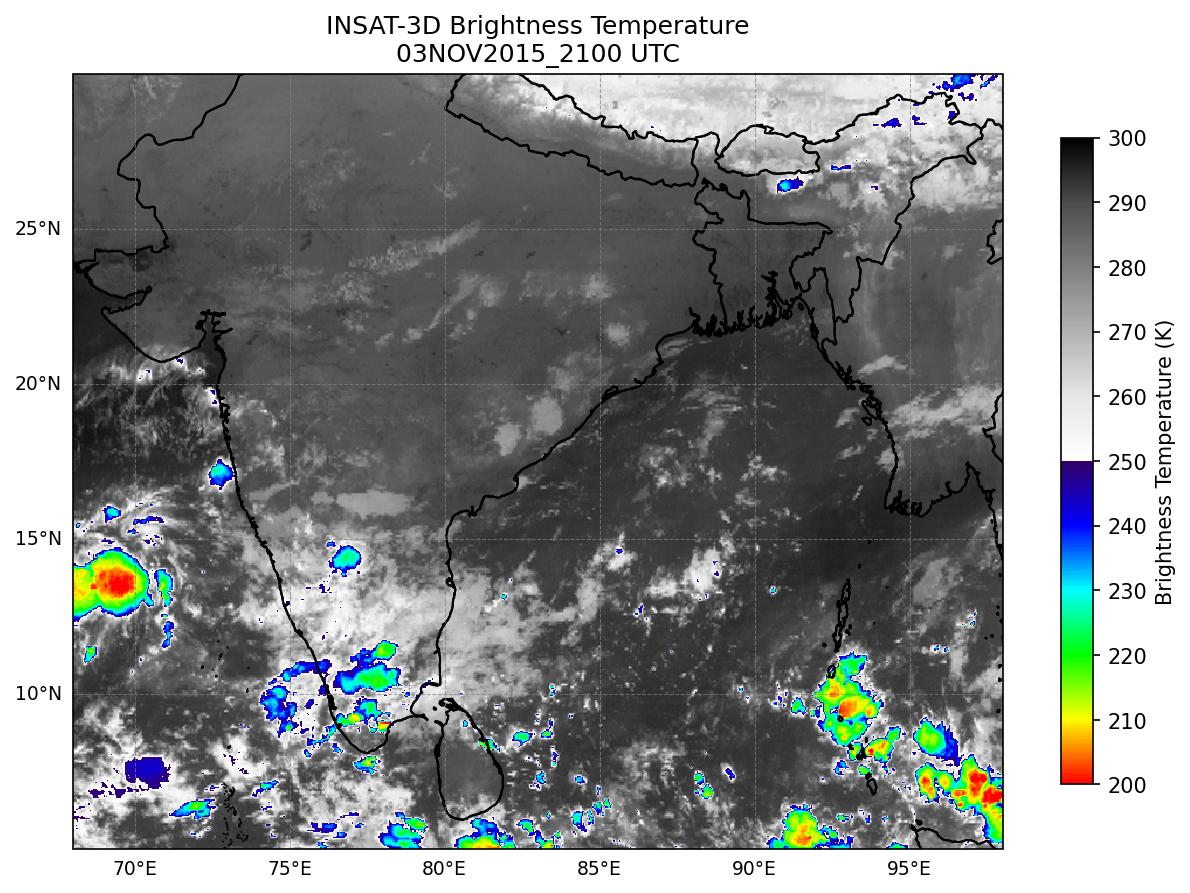 INSAT-3D Brightness Temperature
03NOV2015_2100 UTC
25°N
20°N
15°N
10°N
70°E
75°E
80°E
85°E
90°E
95°E
300
290
280
270
260
250
240
230
220
210
200
Brightness Temperature (K)